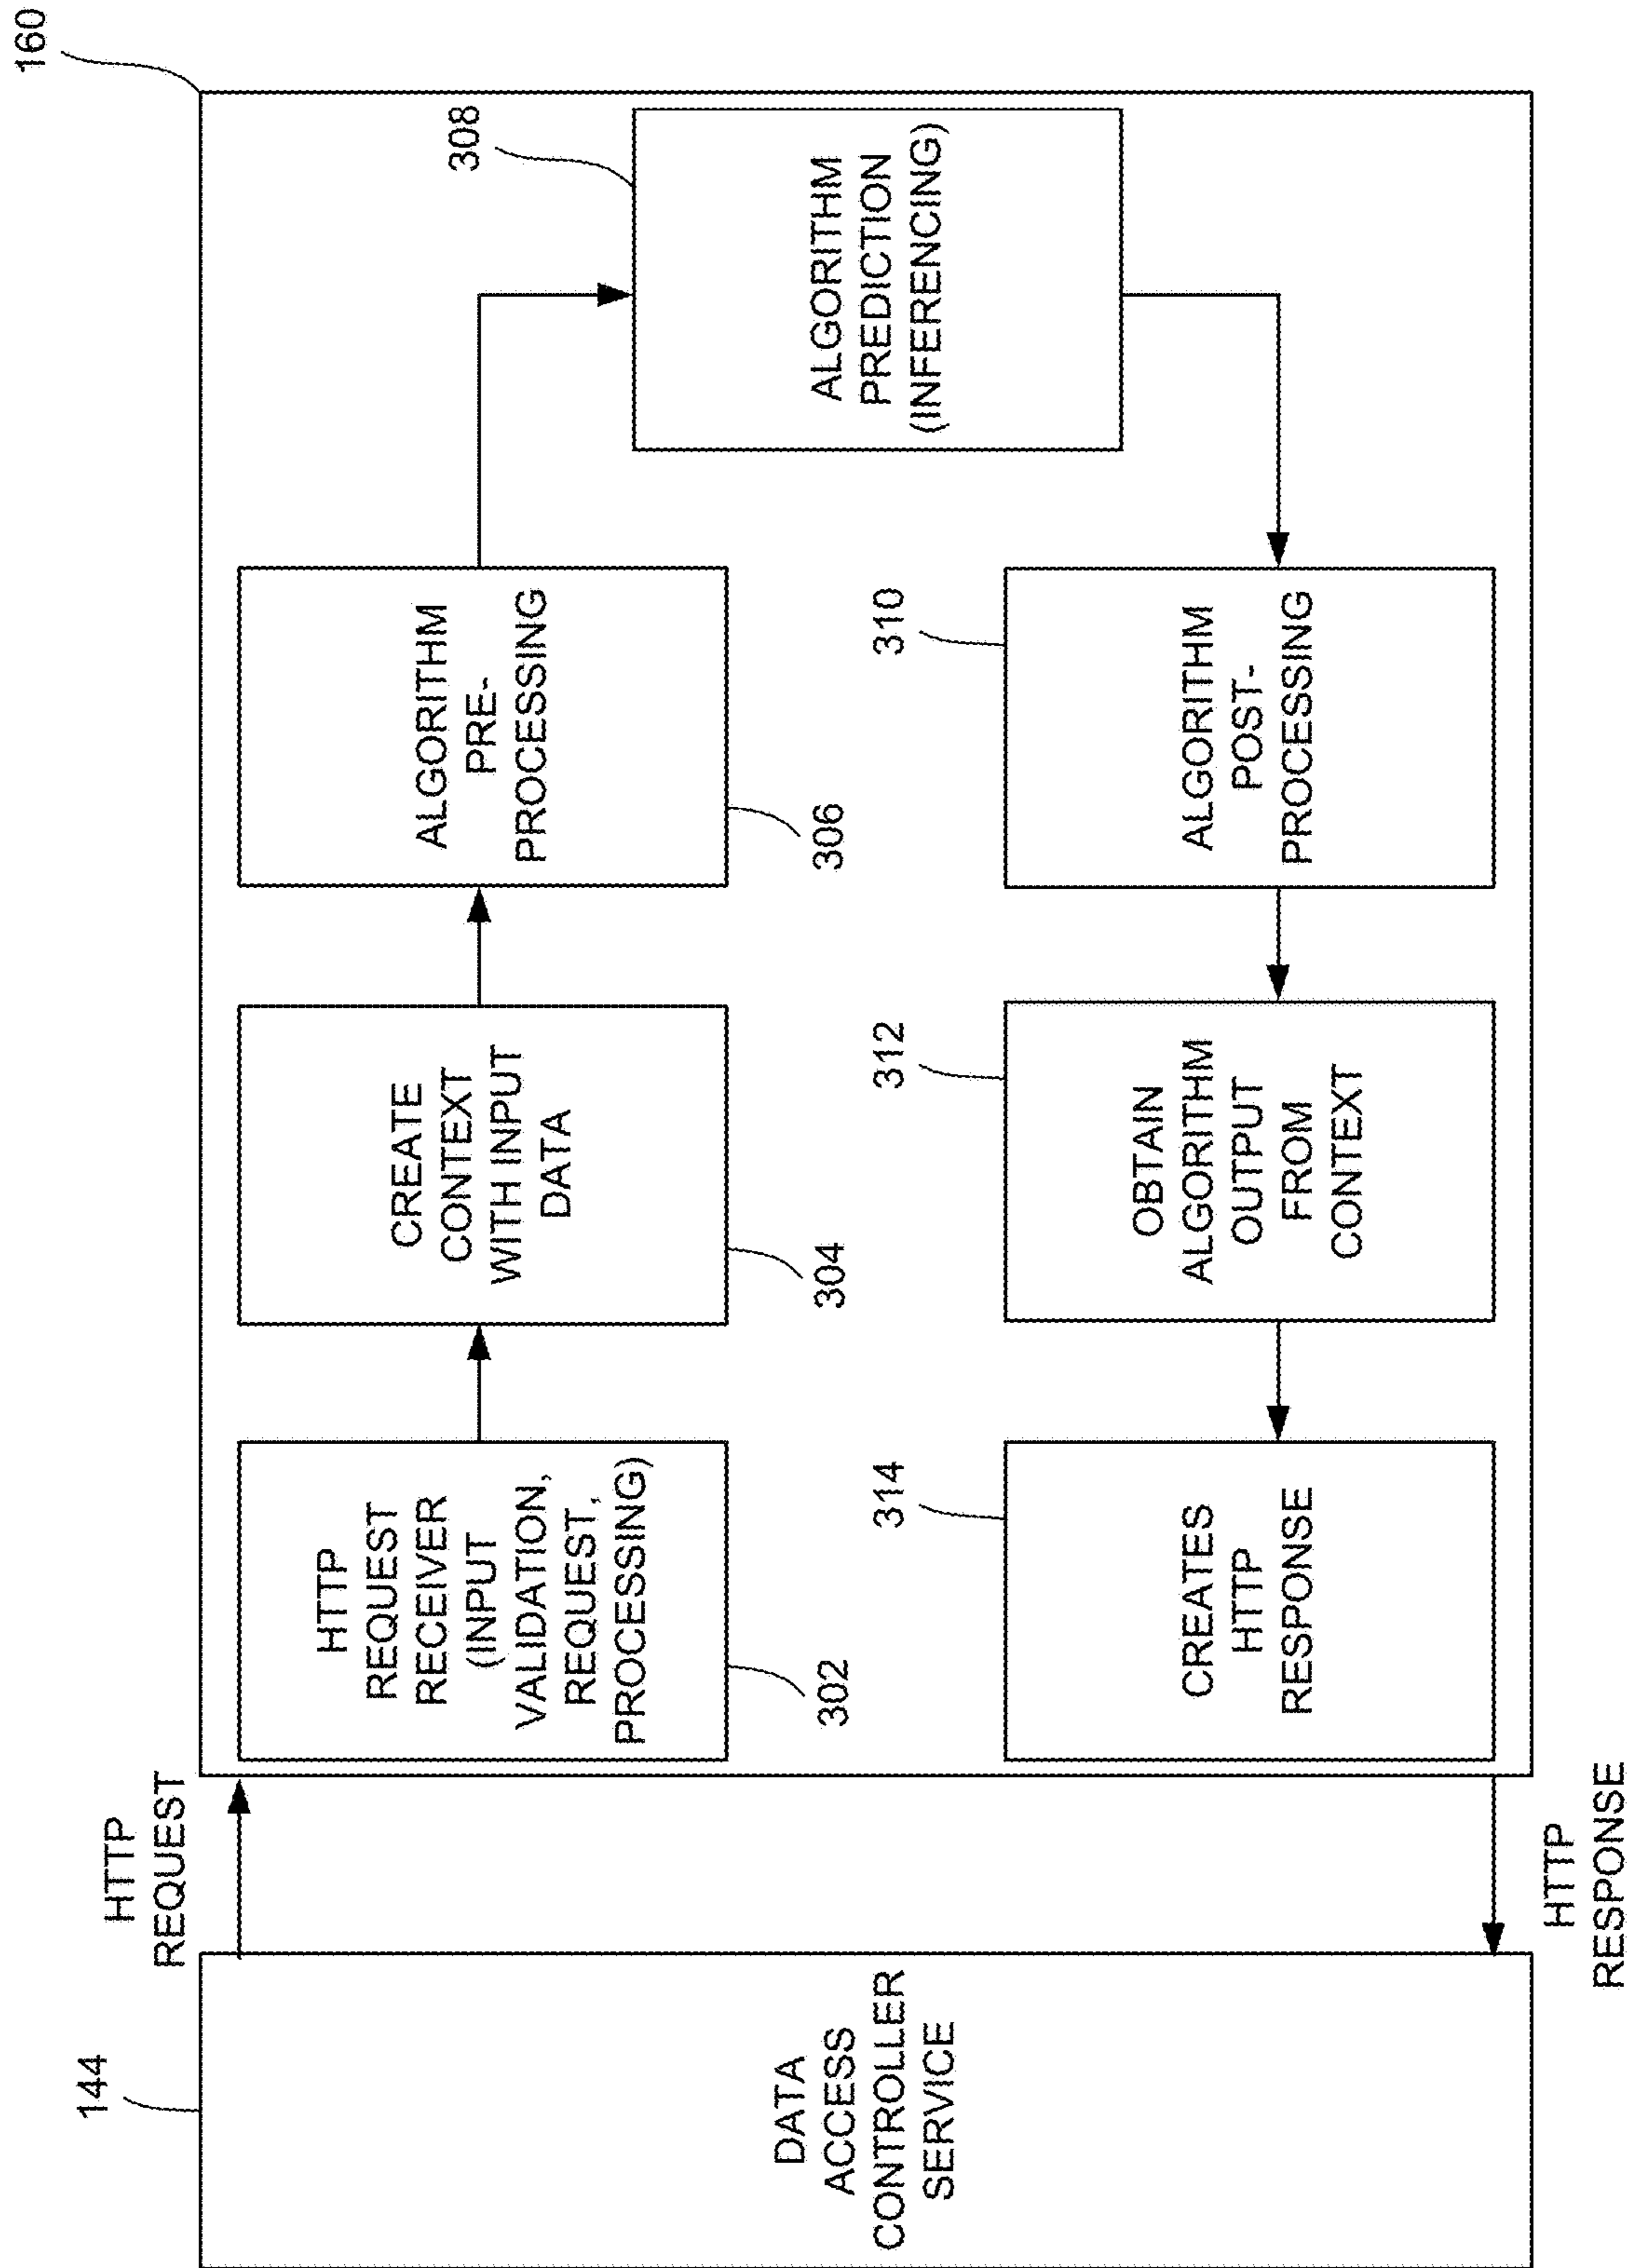 160
144
DATA
ACCESS
CONTROLLER
SERVICE
HTTP
REQUEST
HTTP
REQUEST
RECEIVER
(INPUT
VALIDATION,
REQUEST,
PROCESSING)
302
CREATE
CONTEXT
WITH INPUT
DATA
304
ALGORITHM
PRE-
PROCESSING
306
308
ALGORITHM
PREDICTION
(INFERENCING)
310
ALGORITHM
POST-
PROCESSING
312
OBTAIN
ALGORITHM
OUTPUT
FROM
CONTEXT
314
CREATES
HTTP
RESPONSE
HTTP
RESPONSE